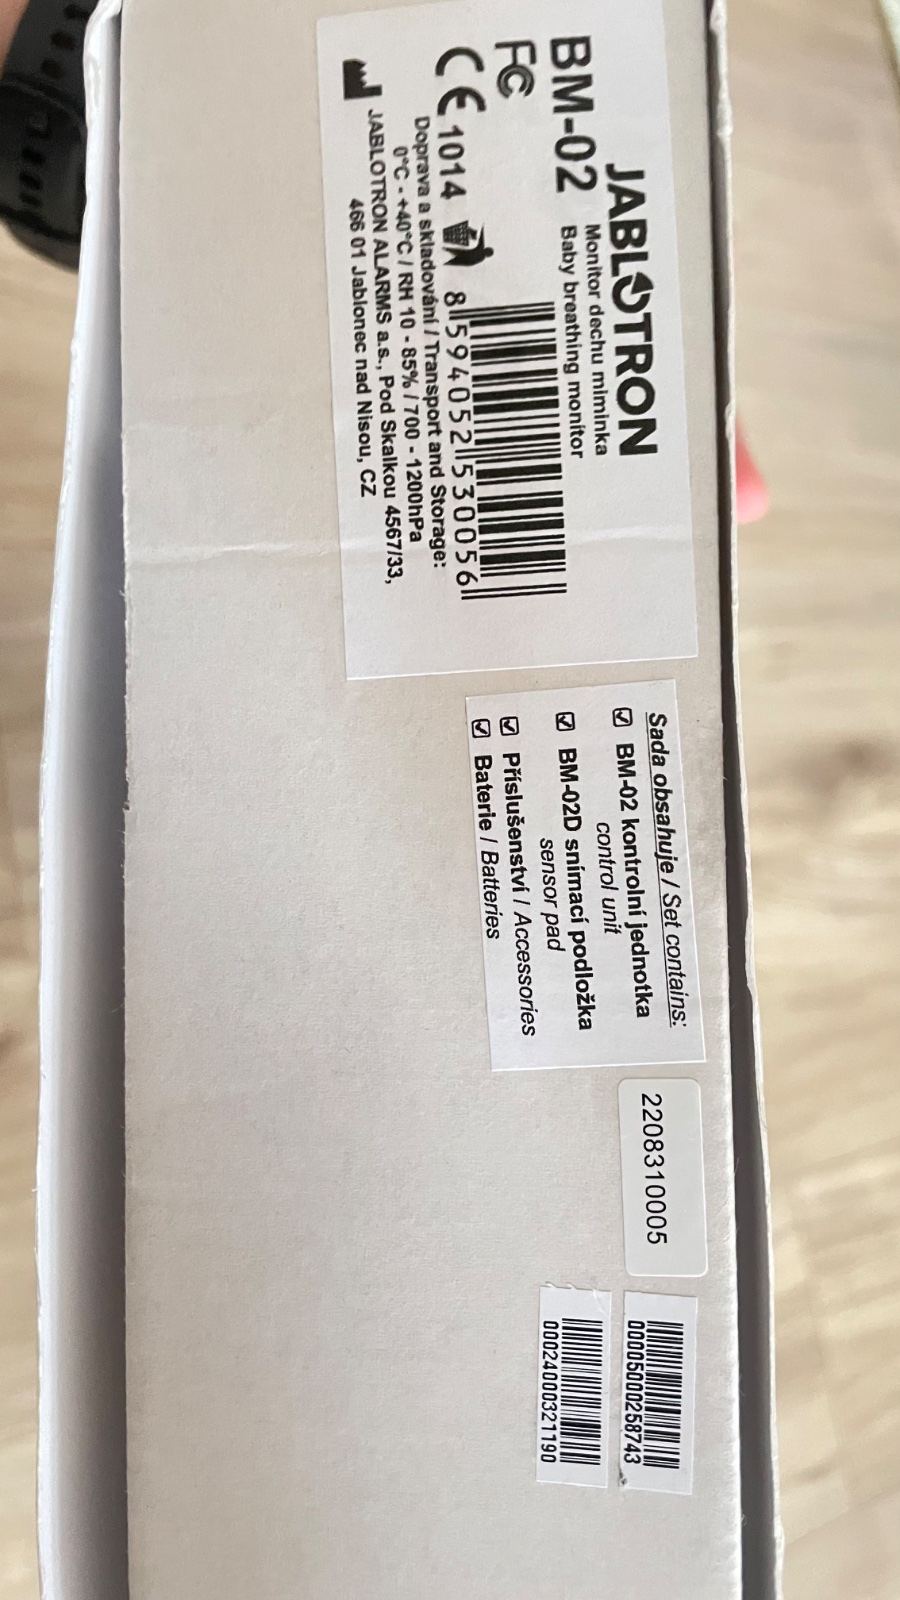 JABLOTRON
BM-02
Monitor dechu miminka
Baby breathing monitor
FC
CE 1014
8 594052 530056
Doprava a skladování / Transport and Storage:
0°C - +40°C / RH 10 - 85% / 700 - 1200hPa
JABLOTRON ALARMS a.s., Pod Skalkou 4567/33,
466 01 Jablonec nad Nisou, CZ
Sada obsahuje / Set contains:
☑ BM-02 kontrolní jednotka
control unit
☑ BM-02D snímací podložka
sensor pad
☑ Příslušenství / Accessories
☑ Baterie / Batteries
2208310005
00005000258743
00024000321190